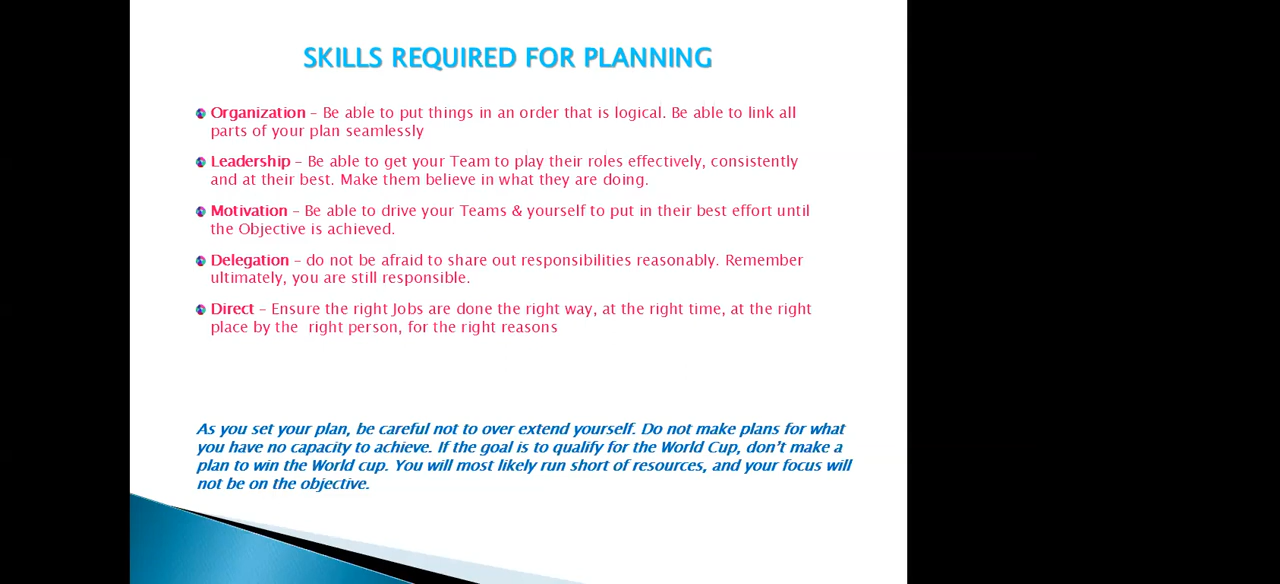 SKILLS REQUIRED FOR PLANNING
Organization – Be able to put things in an order that is logical. Be able to link all
parts of your plan seamlessly
Leadership – Be able to get your Team to play their roles effectively, consistently
and at their best. Make them believe in what they are doing.
Motivation – Be able to drive your Teams & yourself to put in their best effort until
the Objective is achieved.
Delegation – do not be afraid to share out responsibilities reasonably. Remember
ultimately, you are still responsible.
Direct – Ensure the right Jobs are done the right way, at the right time, at the right
place by the  right person, for the right reasons
As you set your plan, be careful not to over extend yourself. Do not make plans for what
you have no capacity to achieve. If the goal is to qualify for the World Cup, don’t make a
plan to win the World cup. You will most likely run short of resources, and your focus will
not be on the objective.